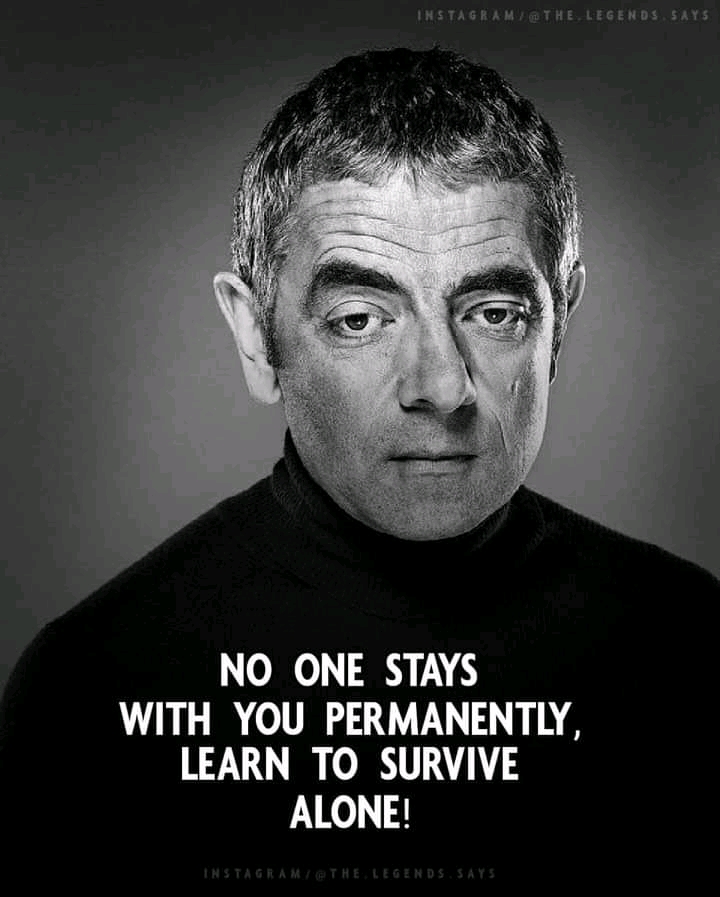 INSTAGRAM/@THE.LEGENDS.SAYS
NO ONE STAYS
WITH YOU PERMANENTLY,
LEARN TO SURVIVE
ALONE!
INSTAGRAM/@THE.LEGENDS.SAYS